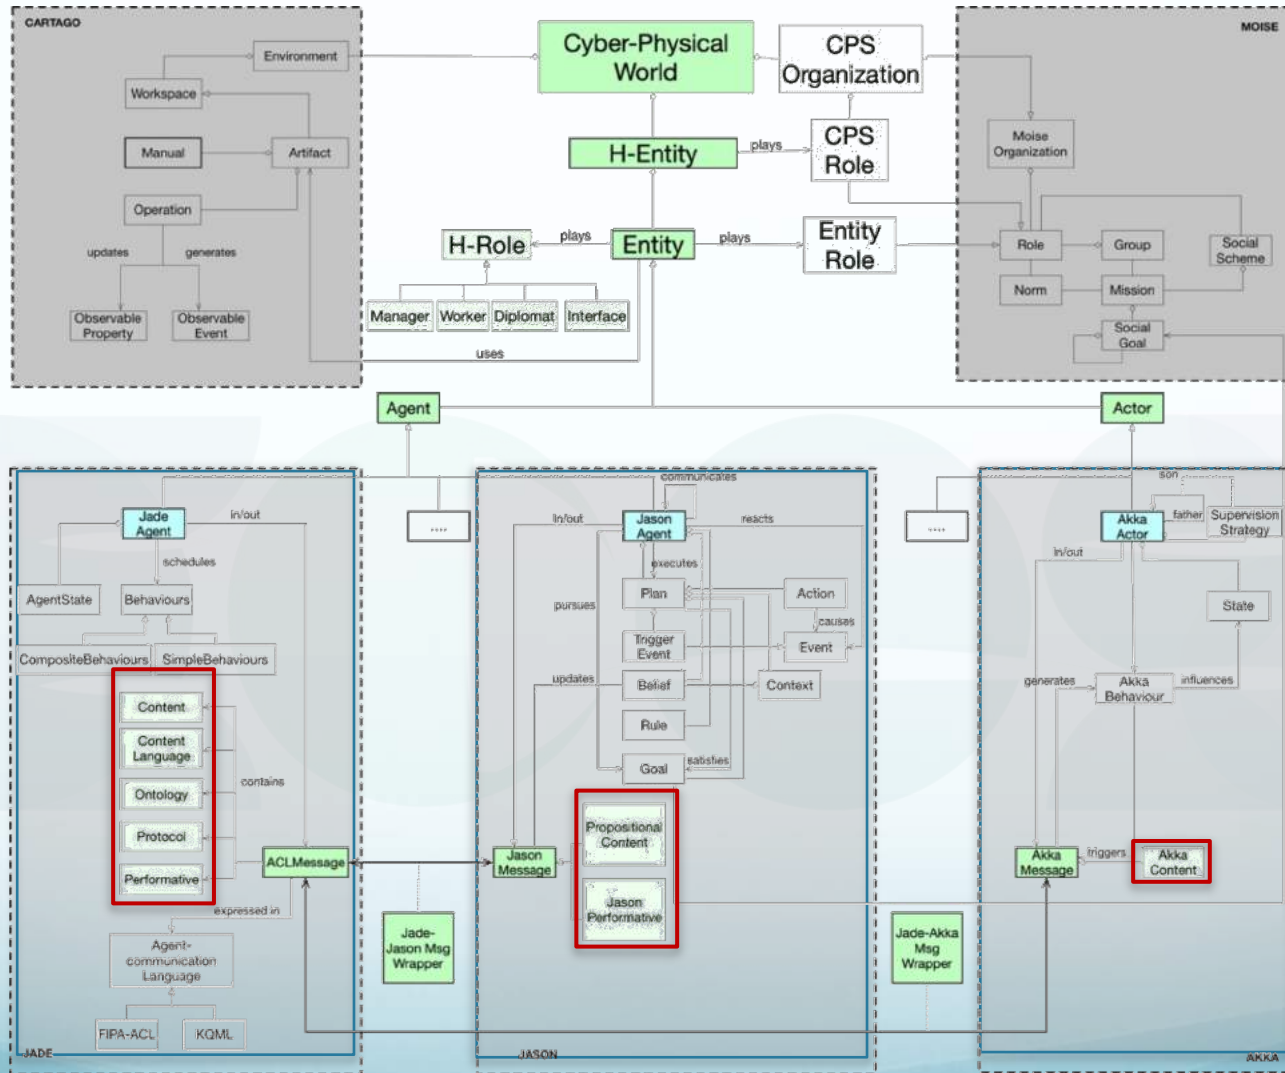 CARTAGO
Environment
Workspace
Manual
Artifact
Operation
updates
generates
Observable
Property
Observable
Event
Cyber-Physical
World
CPS
Organization
H-Entity
plays
CPS
Role
H-Role
plays
Entity
plays
Entity
Role
Manager
Worker
Diplomat
Interface
uses
MOISE
Moise
Organization
Role
Group
Social
Scheme
Norm
Mission
Social
Goal
Agent
Actor
Jade
Agent
in/out
schedules
AgentState
Behaviours
CompositeBehaviours
SimpleBehaviours
Content
Content
Language
Ontology
Protocol
Performative
contains
ACLMessage
expressed in
Agent-
communication
Language
FIPA-ACL
KQML
JADE
....
Jade-
Jason Msg
Wrapper
communicates
In/out
Jason
Agent
reacts
executes
Plan
Action
pursues
causes
Trigger
Event
Event
updates
Belief
Context
Rule
Goal
satisfies
Propositional
Content
Jason
Message
Jason
Performative
JASON
....
Jade-Akka
Msg
Wrapper
son
Akka
Actor
father
Supervision
Strategy
In/out
State
generates
Akka
Behaviour
influences
Akka
Message
triggers
Akka
Content
AKKA